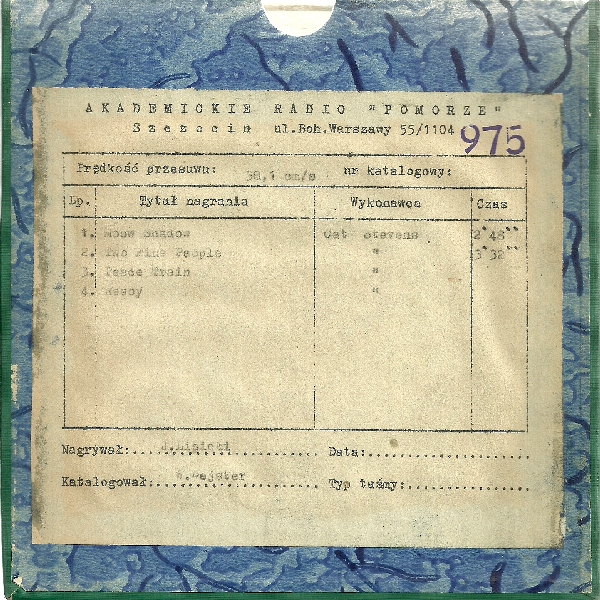 AKADEMICKIE RADIO "POMORZE"
Szczecin ul.Boh.Warszawy 55/1104 975
Prędkość przesuwu: 38,1 cm/s nr katalogowy:
Lp. Tytuł nagrania Wykonawca Czas
1. Moon Shadow Cat Stevens 2'48"
2. Two Fine People " 3'32"
3. Peace Train "
4. "
Nagrywał: Data:
Katalogował: Typ taśmy: